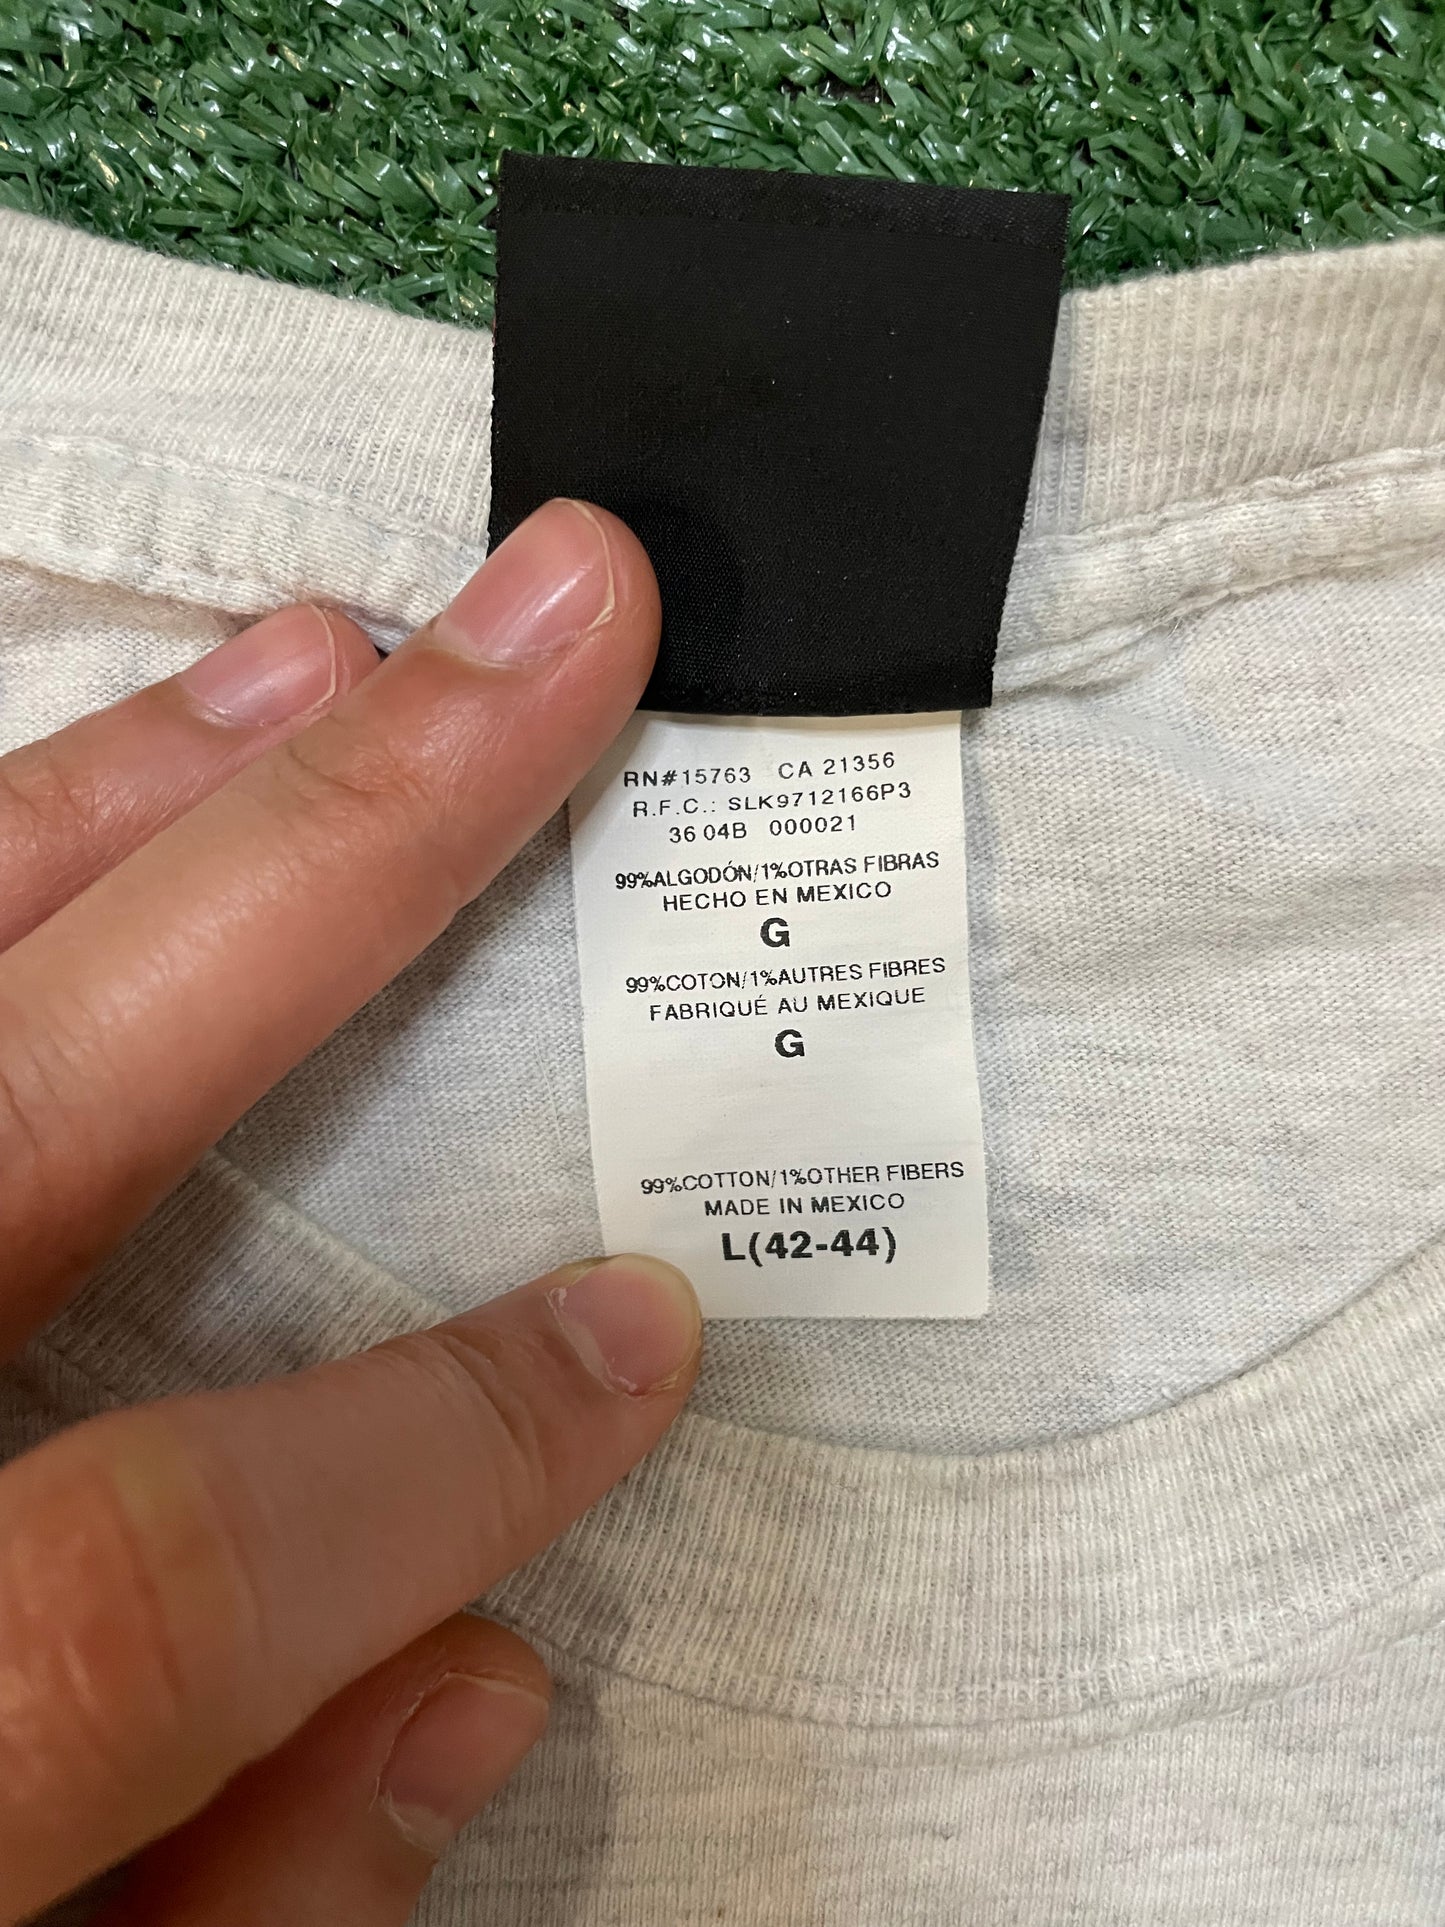 RN#15763 CA 21356
R.F.C.: SLK9712166P3
36 04B 000021
99%ALGODÓN/1%OTRAS FIBRAS
HECHO EN MEXICO
G
99%COTON/1%AUTRES FIBRES
FABRIQUÉ AU MEXIQUE
G
99%COTTON/1%OTHER FIBERS
MADE IN MEXICO
L(42-44)